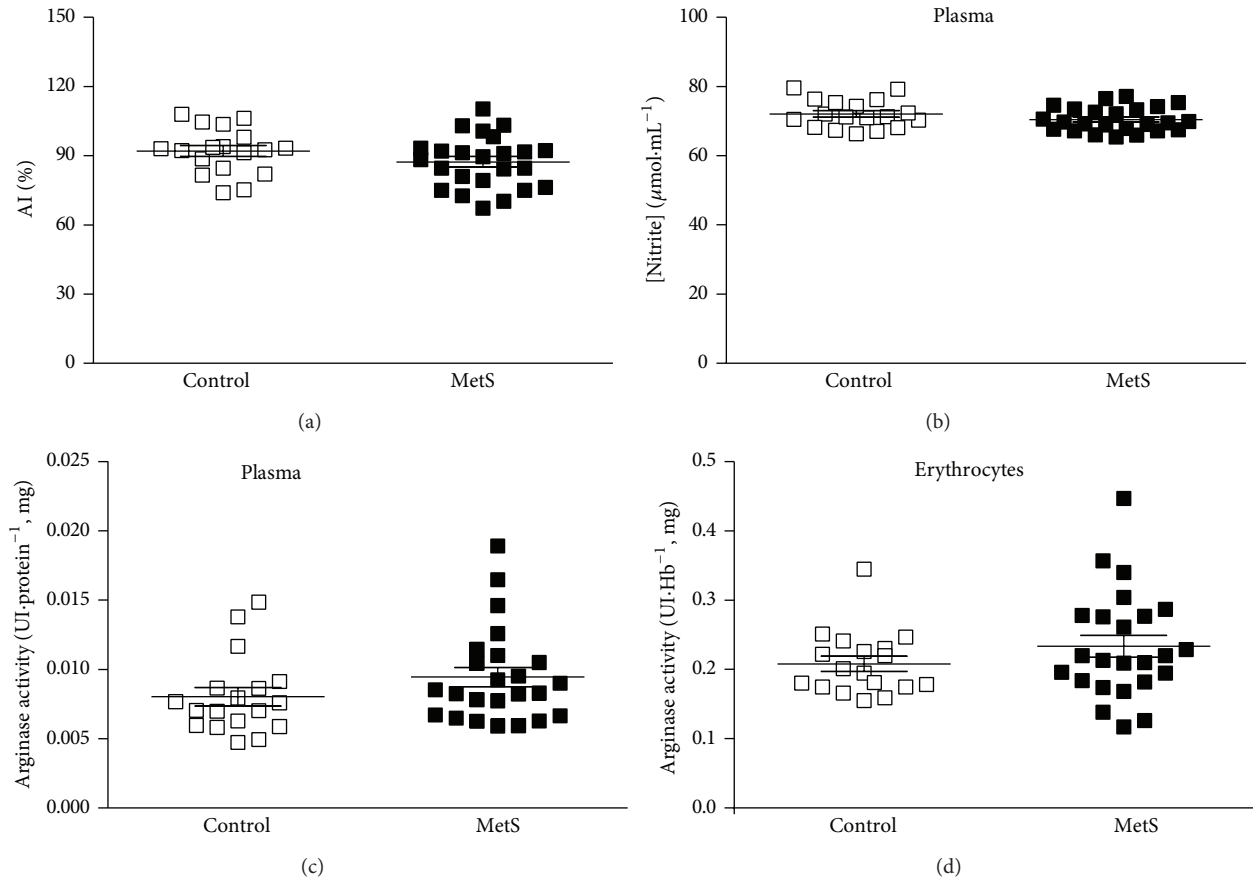 150
120
90
60
30
0
AI (%)
Control
MetS
(a)
Plasma
100
80
60
40
20
0
[Nitrite] (μmol·mL⁻¹)
Control
MetS
(b)
Plasma
0.025
0.020
0.015
0.010
0.005
0.000
Arginase activity (UI·protein⁻¹, mg)
Control
MetS
(c)
Erythrocytes
0.5
0.4
0.3
0.2
0.1
0.0
Arginase activity (UI·Hb⁻¹, mg)
Control
MetS
(d)